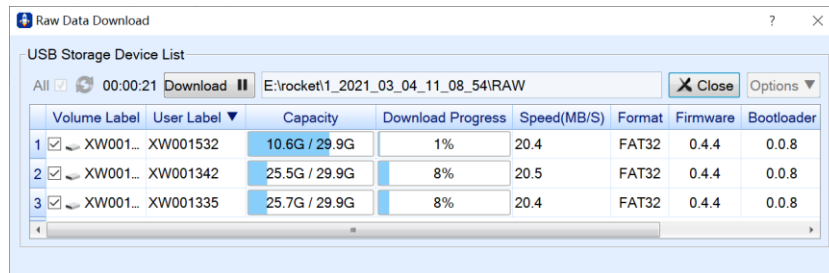 Raw Data Download ? ×
USB Storage Device List
All 00:00:21 Download E:\rocket\1_2021_03_04_11_08_54\RAW Close Options ▼
Volume Label User Label ▼ Capacity Download Progress Speed(MB/S) Format Firmware Bootloader
1 XW001... XW001532 10.6G / 29.9G 1% 20.4 FAT32 0.4.4 0.0.8
2 XW001... XW001342 25.5G / 29.9G 8% 20.5 FAT32 0.4.4 0.0.8
3 XW001... XW001335 25.7G / 29.9G 8% 20.4 FAT32 0.4.4 0.0.8